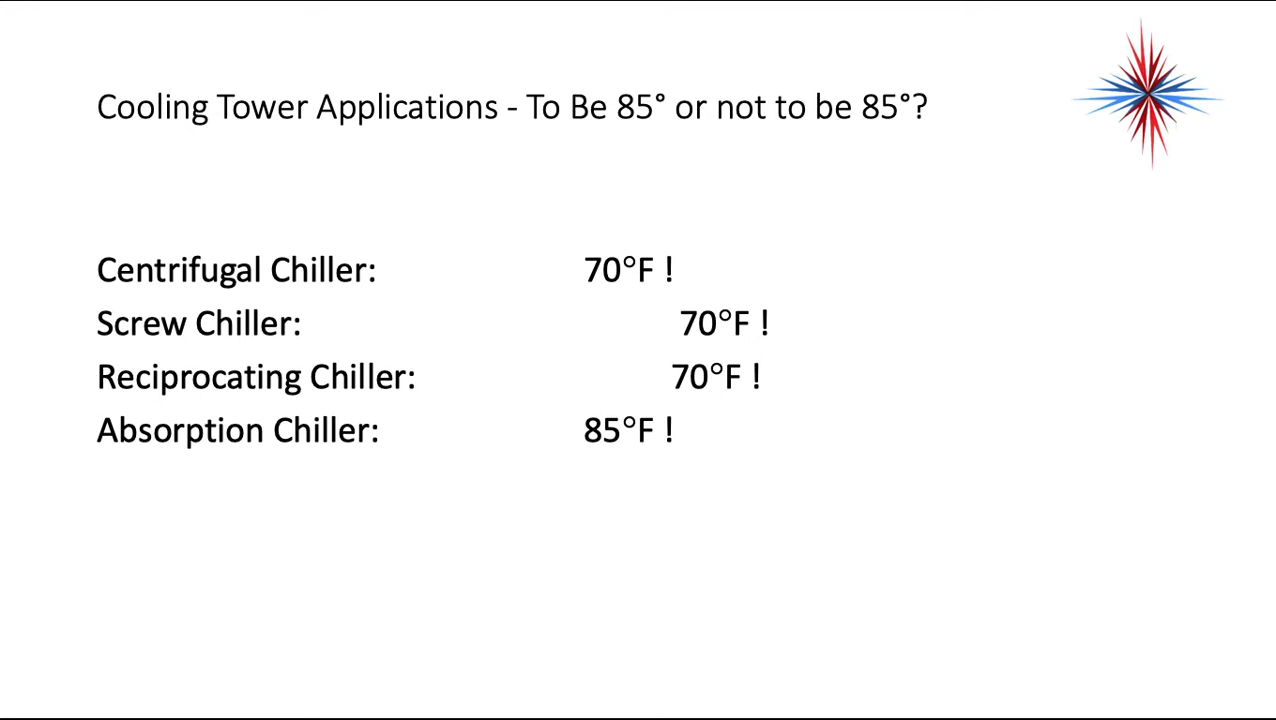 Cooling Tower Applications - To Be 85° or not to be 85°?
Centrifugal Chiller: 70°F !
Screw Chiller: 70°F !
Reciprocating Chiller: 70°F !
Absorption Chiller: 85°F !